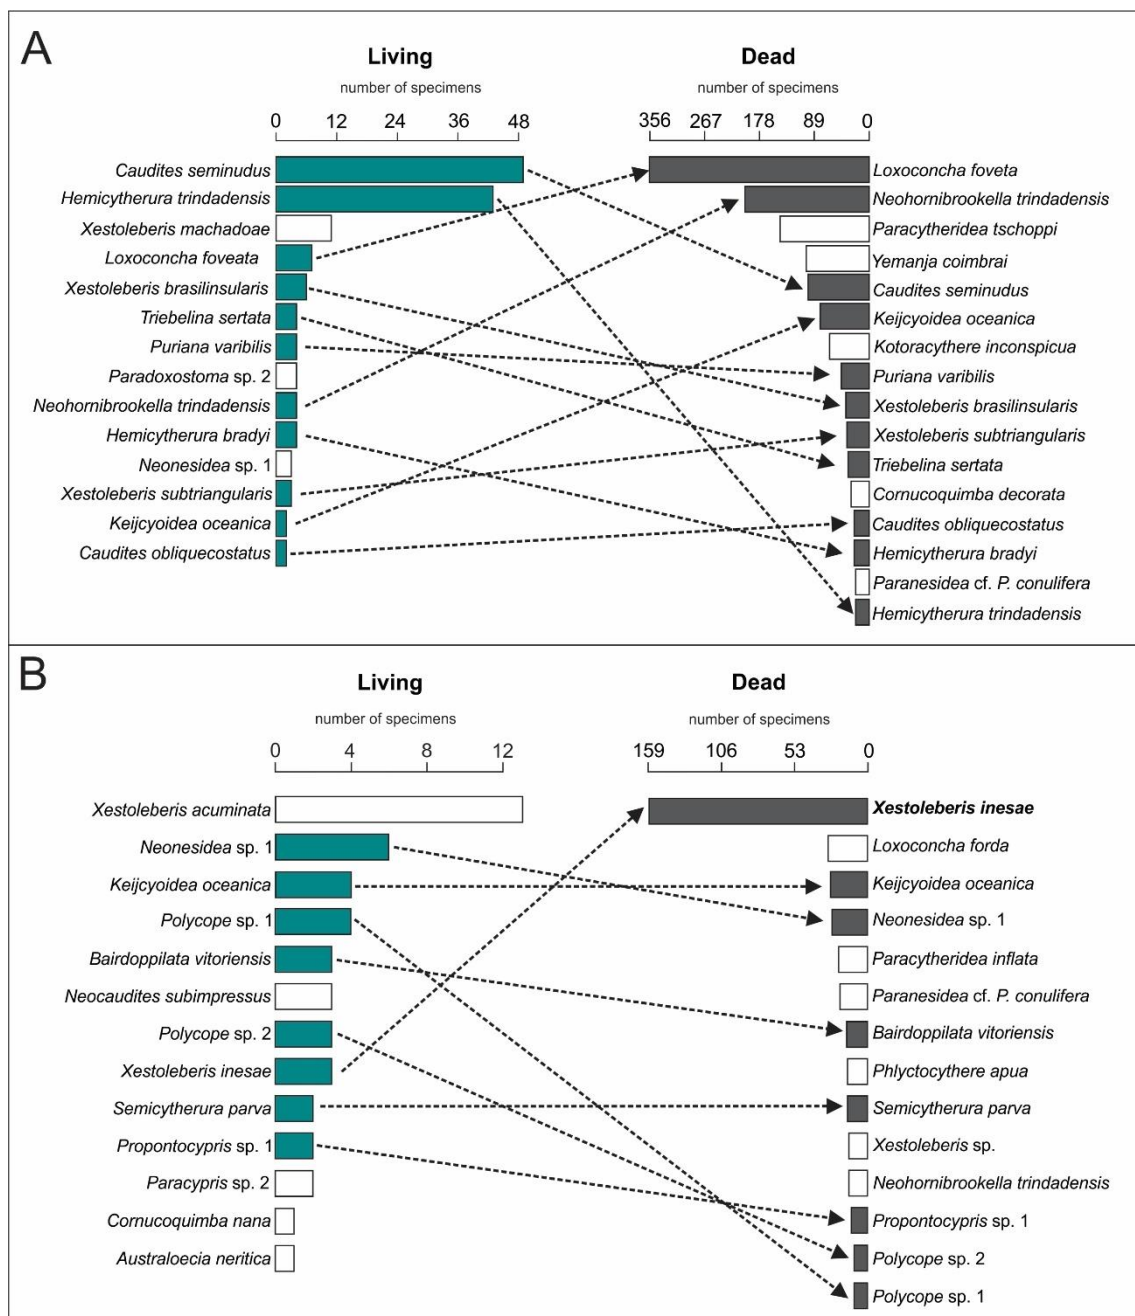 A
Living
Dead
number of specimens
number of specimens
0 12 24 36 48
356 267 178 89 0
Caudites seminudus
Loxoconcha foveta
Hemicytherura trindadensis
Neohornibrookella trindadensis
Xestoleberis machadoae
Paracytheridea tschoppi
Loxoconcha foveata
Yemanja coimbrai
Xestoleberis brasilinsularis
Caudites seminudus
Triebelina sertata
Keijcyoidea oceanica
Puriana varibilis
Kotoracythere inconspicua
Paradoxostoma sp. 2
Puriana varibilis
Neohornibrookella trindadensis
Xestoleberis brasilinsularis
Hemicytherura bradyi
Xestoleberis subtriangularis
Neonesidea sp. 1
Triebelina sertata
Xestoleberis subtriangularis
Cornucoquimba decorata
Keijcyoidea oceanica
Caudites obliquecostatus
Caudites obliquecostatus
Hemicytherura bradyi
Paranesidea cf. P. conulifera
Hemicytherura trindadensis
B
Living
Dead
number of specimens
number of specimens
0 4 8 12
159 106 53 0
Xestoleberis acuminata
Xestoleberis inesae
Neonesidea sp. 1
Loxoconcha forda
Keijcyoidea oceanica
Keijcyoidea oceanica
Polycope sp. 1
Neonesidea sp. 1
Bairdoppilata vitoriensis
Paracytheridea inflata
Neocaudites subimpressus
Paranesidea cf. P. conulifera
Polycope sp. 2
Bairdoppilata vitoriensis
Xestoleberis inesae
Phlyctocythere apua
Semicytherura parva
Semicytherura parva
Propontocypris sp. 1
Xestoleberis sp.
Paracypris sp. 2
Neohornibrookella trindadensis
Cornucoquimba nana
Propontocypris sp. 1
Australoecia neritica
Polycope sp. 2
Polycope sp. 1